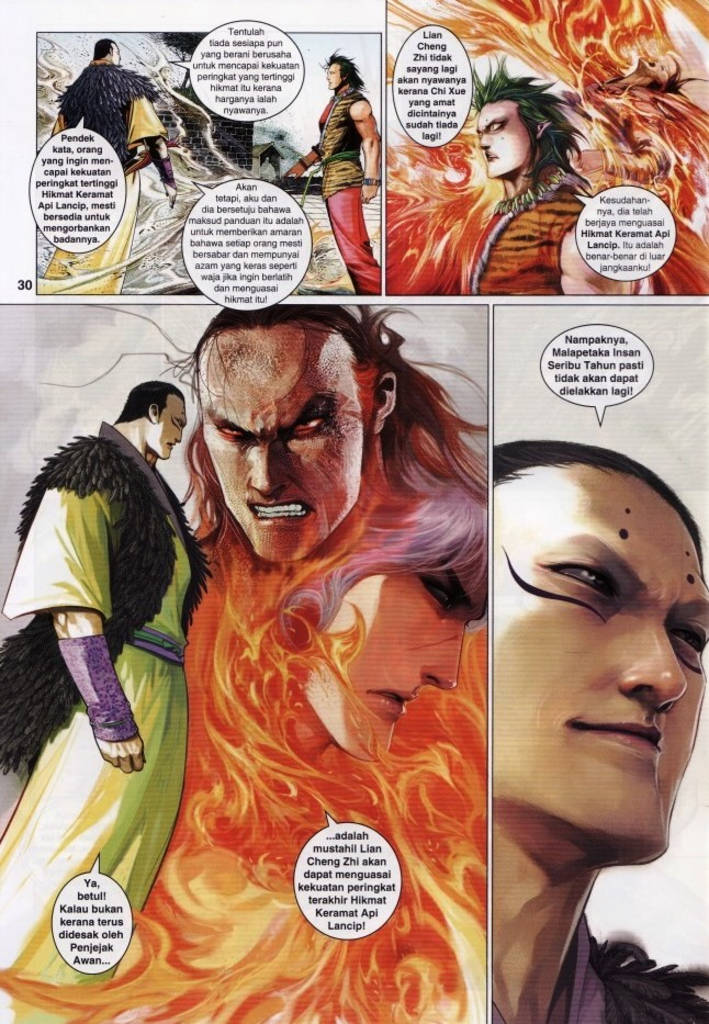 Tentulah
tiada sesiapa pun
yang berani berusaha
untuk mencapai kekuatan
peringkat yang tertinggi
hikmat itu kerana
harganya ialah
nyawanya.
Pendek
kata, orang
yang ingin men-
capai kekuatan
peringkat tertinggi
Hikmat Keramat
Api Lancip, mesti
bersedia untuk
mengorbankan
badannya.
Akan
tetapi, aku dan
dia bersetuju bahawa
maksud panduan itu adalah
untuk memberikan amaran
bahawa setiap orang mesti
bersabar dan mempunyai
azam yang keras seperti
waja jika ingin berlatih
dan menguasai
hikmat itu!
30
Lian
Cheng
Zhi tidak
sayang lagi
akan nyawanya
kerana Chi Xue
yang amat
dicintainya
sudah tiada
lagi!
Kesudahan-
nya, dia telah
berjaya menguasai
Hikmat Keramat Api
Lancip. Itu adalah
benar-benar di luar
jangkaanku!
Ya,
betul!
Kalau bukan
kerana terus
didesak oleh
Penjejak
Awan...
...adalah
mustahil Lian
Cheng Zhi akan
dapat menguasai
kekuatan peringkat
terakhir Hikmat
Keramat Api
Lancip!
Nampaknya,
Malapetaka Insan
Seribu Tahun pasti
tidak akan dapat
dielakkan lagi!